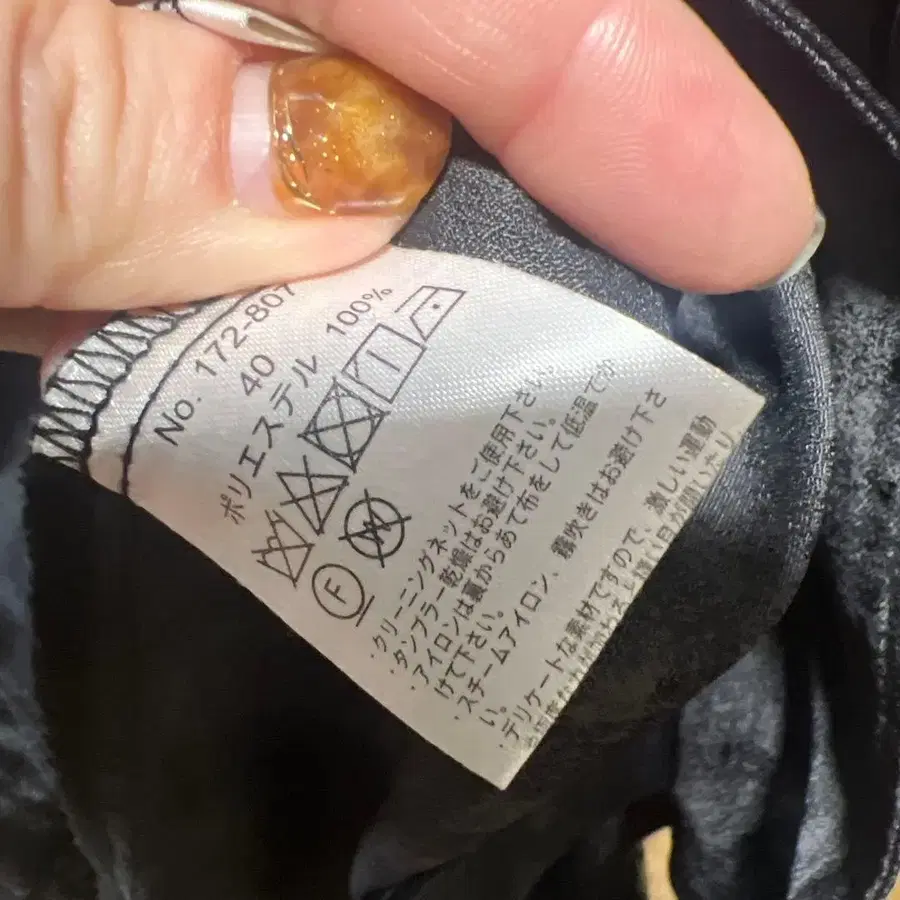 No. 172-807
40
ポリエステル 100%
W
F
・クリーニングネットをご使用下さい。
・タンブラー乾燥はお避け下さい。
・アイロンは裏からあて布をして低温でか
けて下さい。
・スチームアイロン、霧吹きはお避け下さ
い。
・デリケートな素材ですので、激しい運動